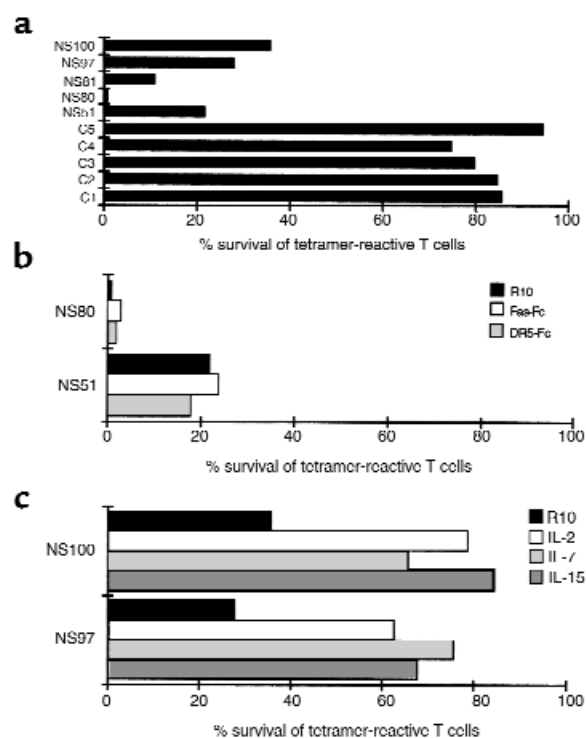 a
NS100
NS97
NS81
NS80
NS51
C5
C4
C3
C2
C1
0 20 40 60 80 100
% survival of tetramer-reactive T cells
b
NS80
NS51
R10
Fas-Fc
DR5-Fc
0 20 40 60 80 100
% survival of tetramer-reactive T cells
c
NS100
NS97
R10
IL-2
IL-7
IL-15
0 20 40 60 80 100
% survival of tetramer-reactive T cells